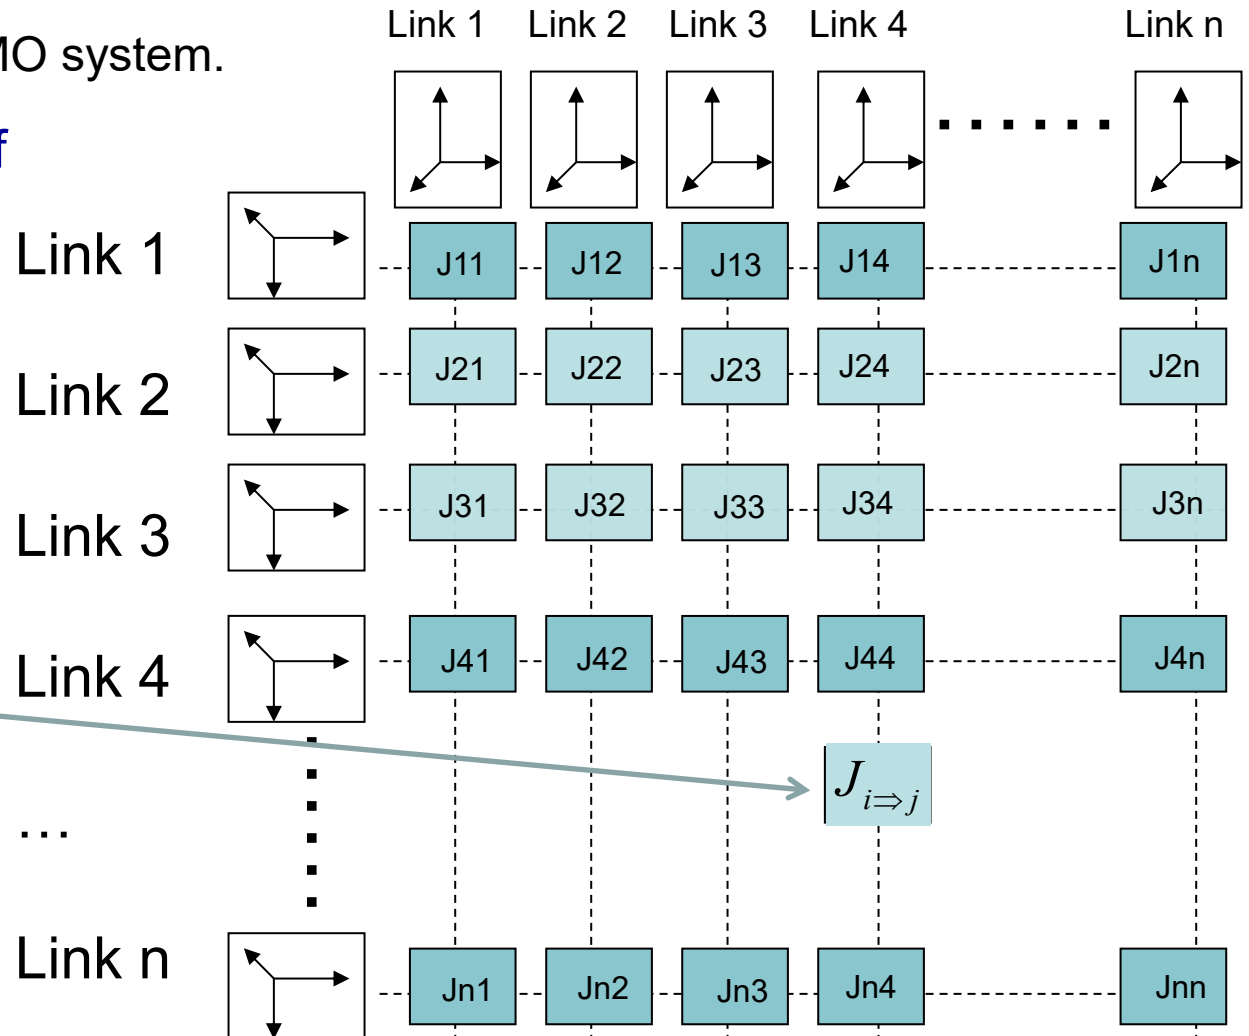 Link 1 Link 2 Link 3 Link 4 Link n
MO system.
f
Link 1 J11 J12 J13 J14 J1n
Link 2 J21 J22 J23 J24 J2n
Link 3 J31 J32 J33 J34 J3n
Link 4 J41 J42 J43 J44 J4n
J i⇒j
…
Link n Jn1 Jn2 Jn3 Jn4 Jnn